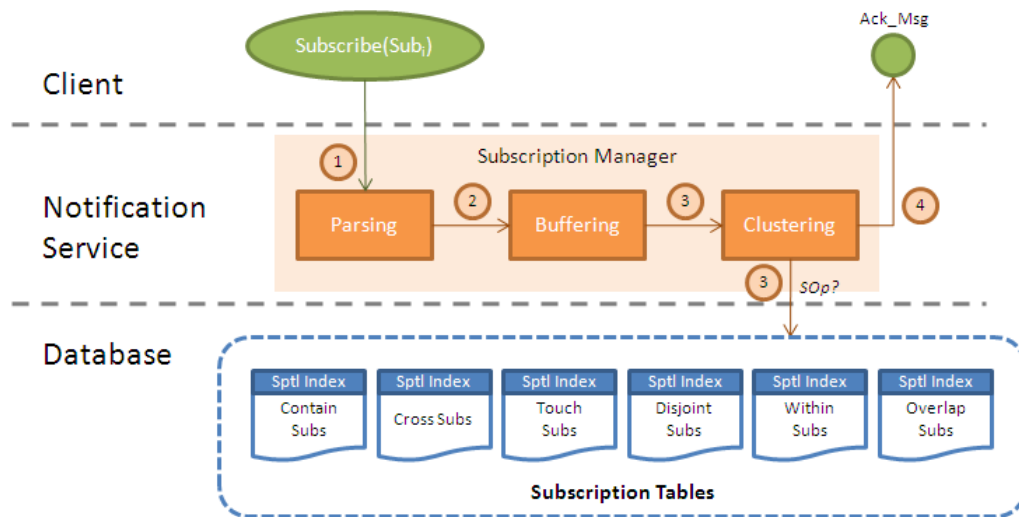 Ack_Msg
Subscribe(Subi)
Client
1
Subscription Manager
Notification
Service
Parsing
2
Buffering
3
Clustering
4
3
SOp?
Database
Sptl Index
Contain
Subs
Sptl Index
Cross Subs
Sptl Index
Touch
Subs
Sptl Index
Disjoint
Subs
Sptl Index
Within
Subs
Sptl Index
Overlap
Subs
Subscription Tables